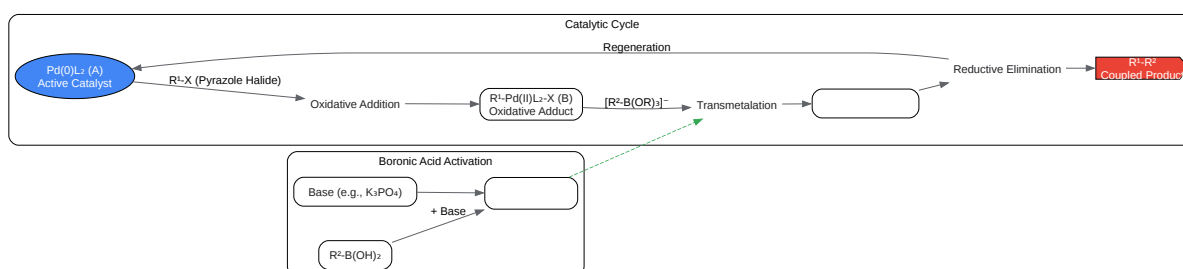 Catalytic Cycle
Regeneration
Pd(0)L₂ (A)
Active Catalyst
R¹-X (Pyrazole Halide)
Oxidative Addition
R¹-Pd(II)L₂-X (B)
Oxidative Adduct
[R²-B(OR)₃]⁻
Transmetalation
Reductive Elimination
R¹-R²
Coupled Product
Boronic Acid Activation
Base (e.g., K₃PO₄)
+ Base
R²-B(OH)₂